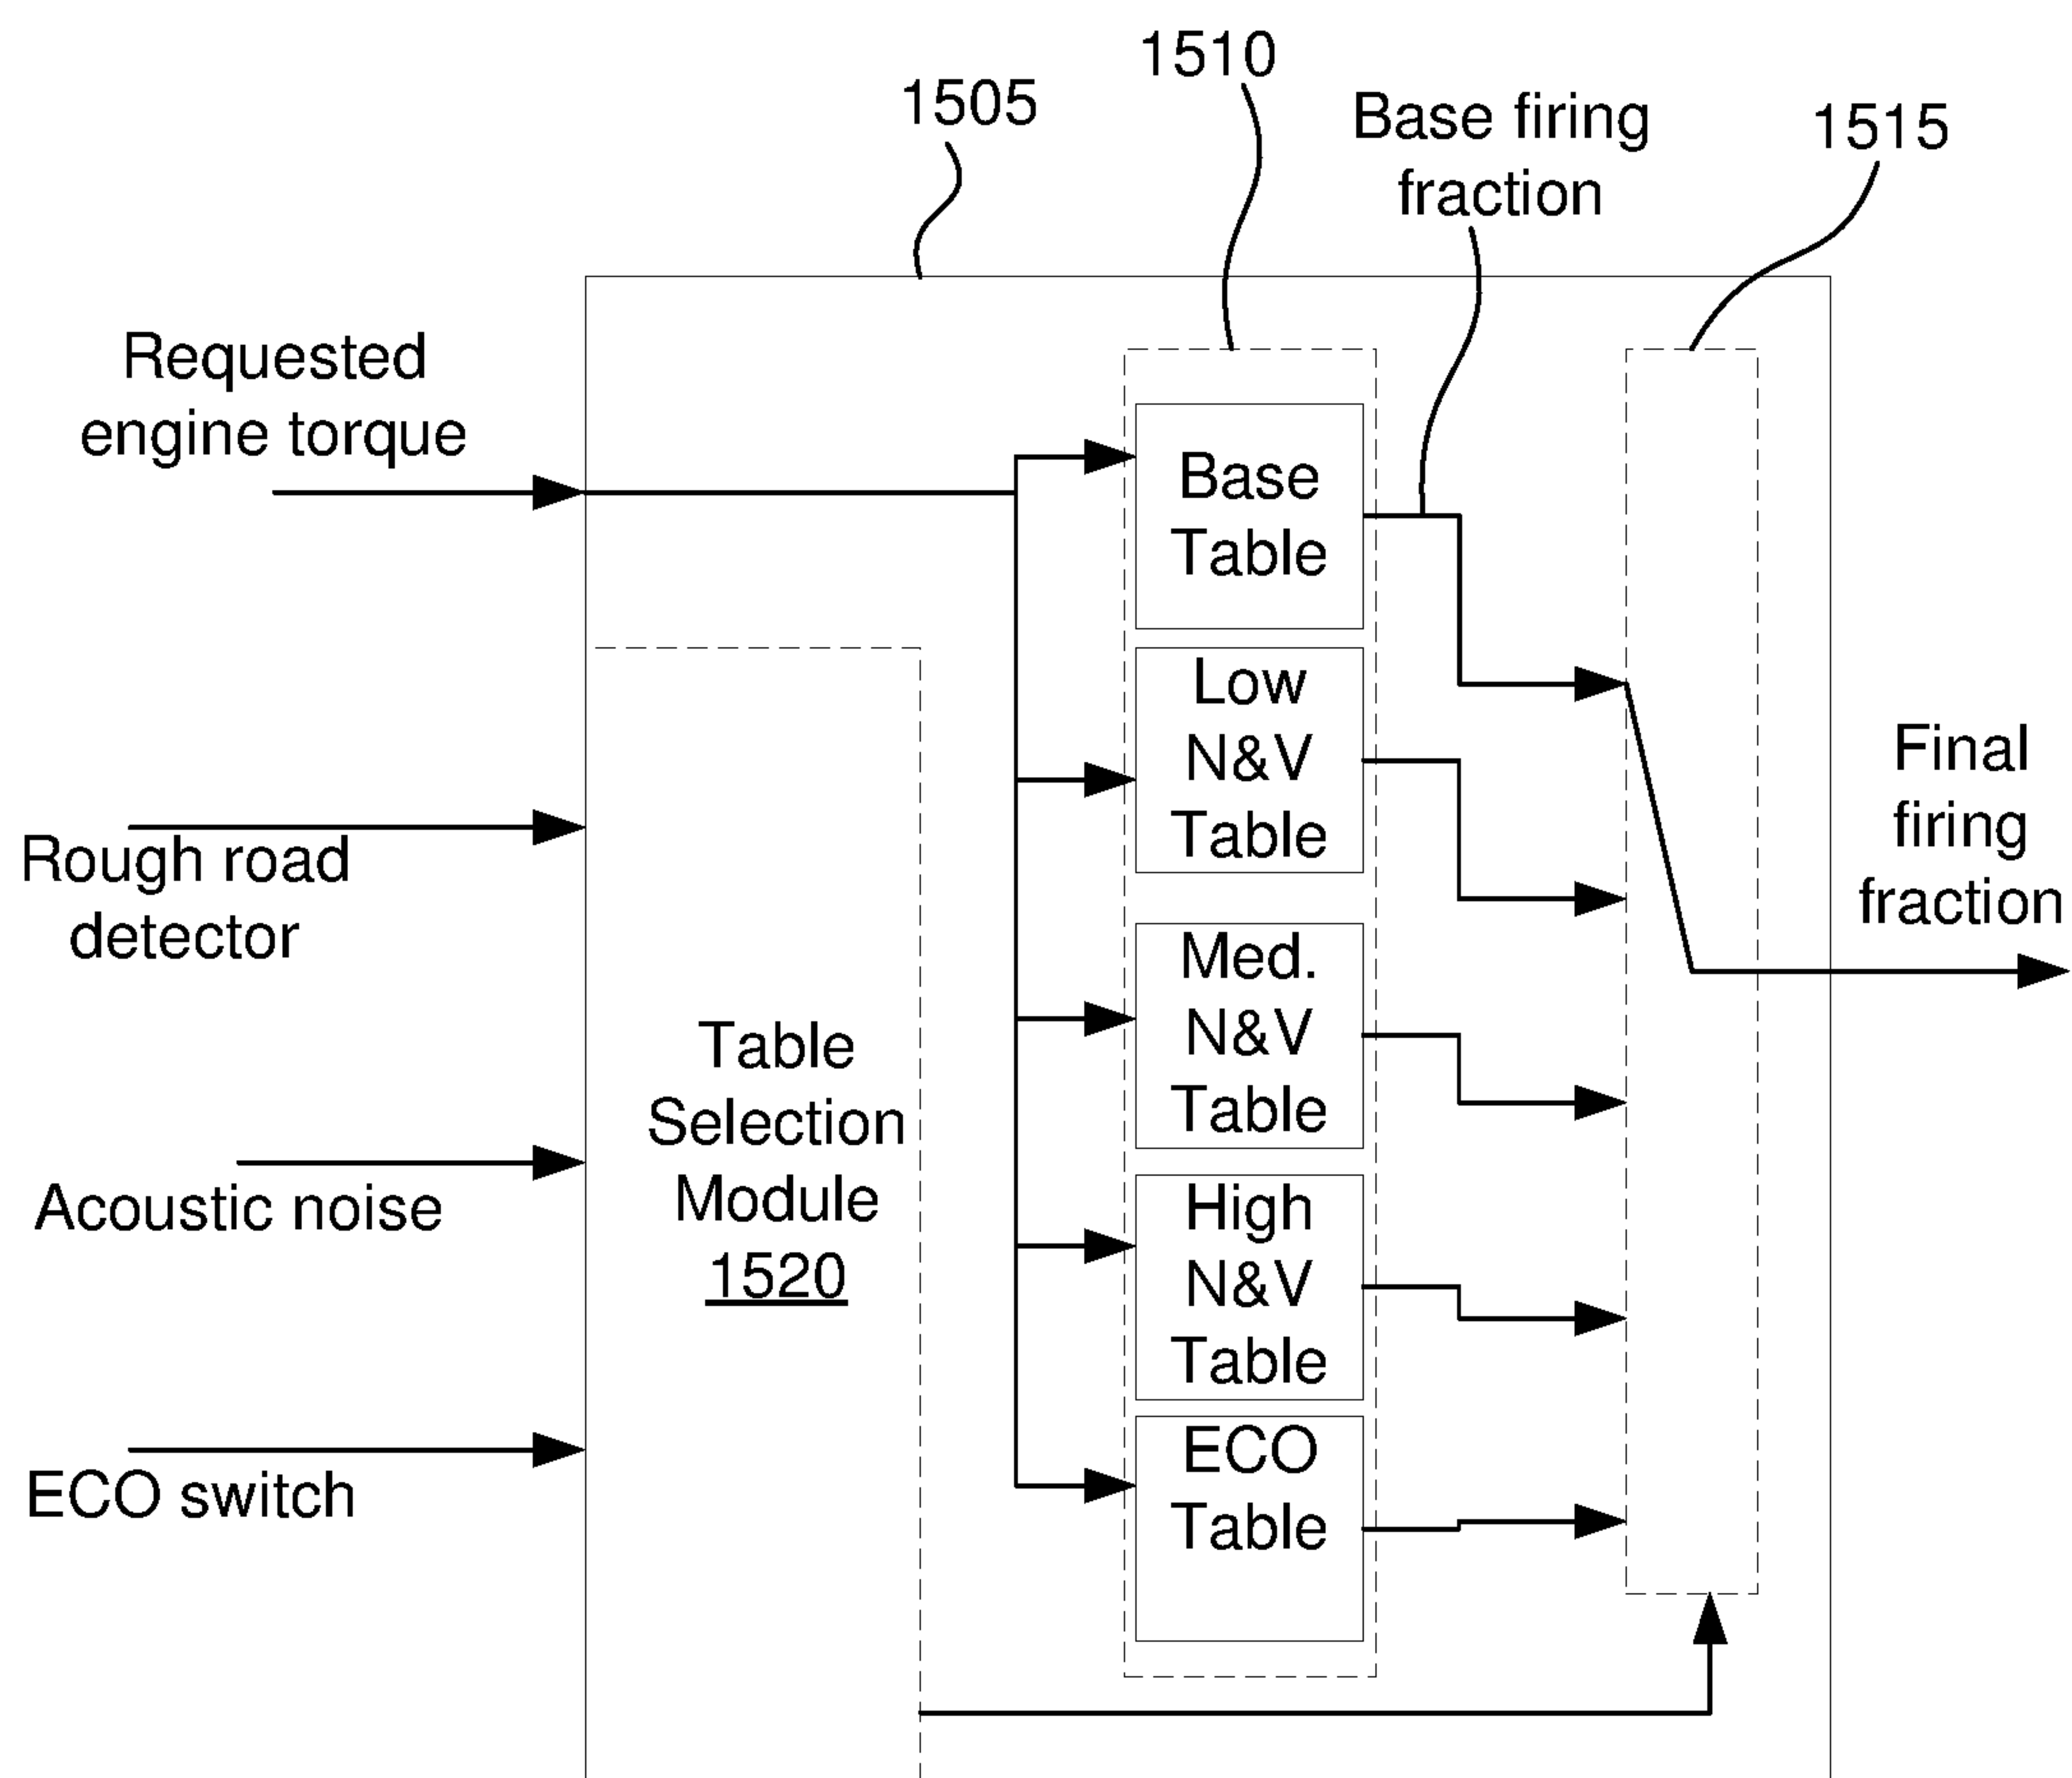 1510
1505
Base firing
fraction
1515
Requested
engine torque
Base
Table
Low
N&V
Table
Final
firing
fraction
Rough road
detector
Med.
N&V
Table
Table
Selection
Module
1520
Acoustic noise
High
N&V
Table
ECO switch
ECO
Table